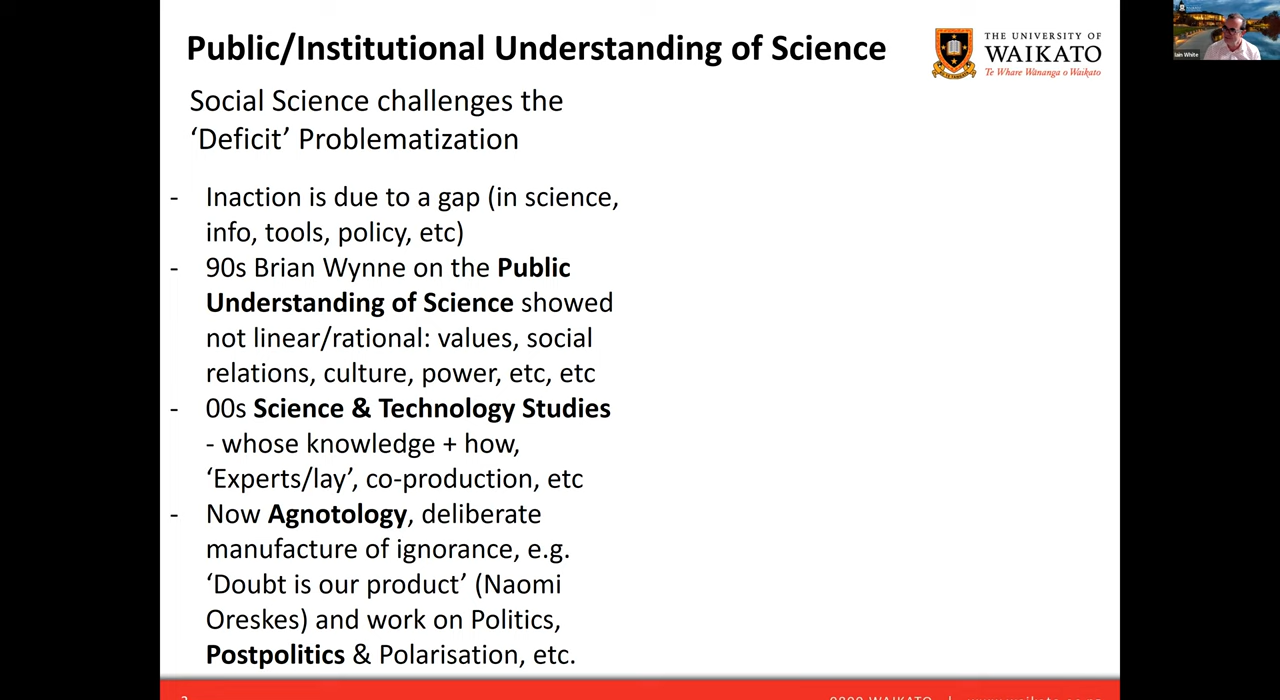 Public/Institutional Understanding of Science
THE UNIVERSITY OF
WAIKATO
Te Whare Wānanga o Waikato
Iain White
Social Science challenges the
‘Deficit’ Problematization
- Inaction is due to a gap (in science,
info, tools, policy, etc)
- 90s Brian Wynne on the Public
Understanding of Science showed
not linear/rational: values, social
relations, culture, power, etc, etc
- 00s Science & Technology Studies
- whose knowledge + how,
‘Experts/lay’, co-production, etc
- Now Agnotology, deliberate
manufacture of ignorance, e.g.
‘Doubt is our product’ (Naomi
Oreskes) and work on Politics,
Postpolitics & Polarisation, etc.
WAIKATO |